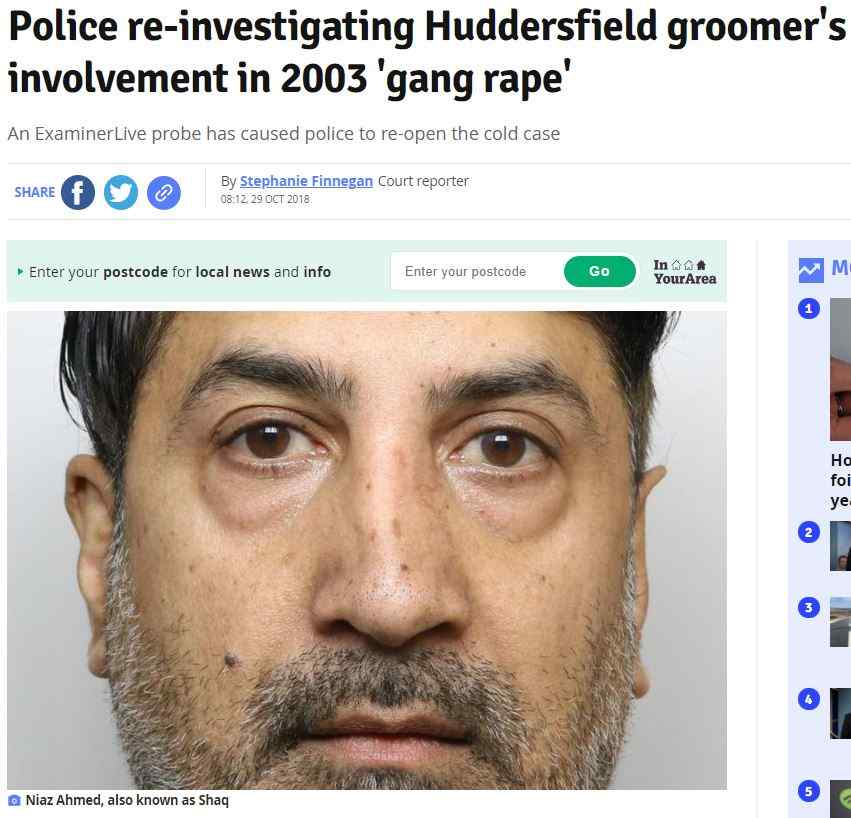 Police re-investigating Huddersfield groomer's
involvement in 2003 'gang rape'
An ExaminerLive probe has caused police to re-open the cold case
SHARE
By Stephanie Finnegan Court reporter
08:12, 29 OCT 2018
Enter your postcode for local news and info
Enter your postcode
Go
In
YourArea
1
2
3
4
5
Niaz Ahmed, also known as Shaq